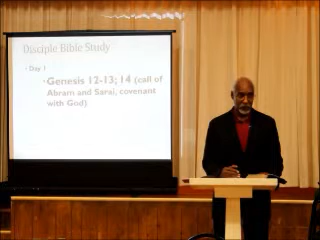 Disciple Bible Study
• Day 1
• Genesis 12-13; 14 (call of
Abram and Sarai, covenant
with God)